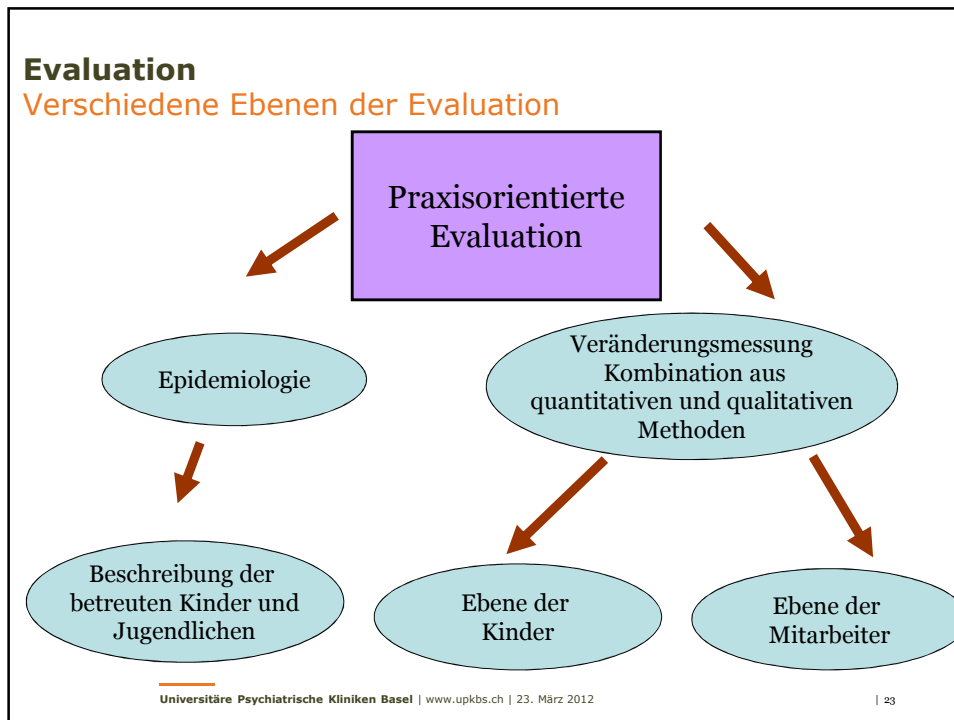 Evaluation
Verschiedene Ebenen der Evaluation
Praxisorientierte
Evaluation
Epidemiologie
Veränderungsmessung
Kombination aus
quantitativen und qualitativen
Methoden
Beschreibung der
betreuten Kinder und
Jugendlichen
Ebene der
Kinder
Ebene der
Mitarbeiter
Universitäre Psychiatrische Kliniken Basel | www.upkbs.ch | 23. März 2012 | 23